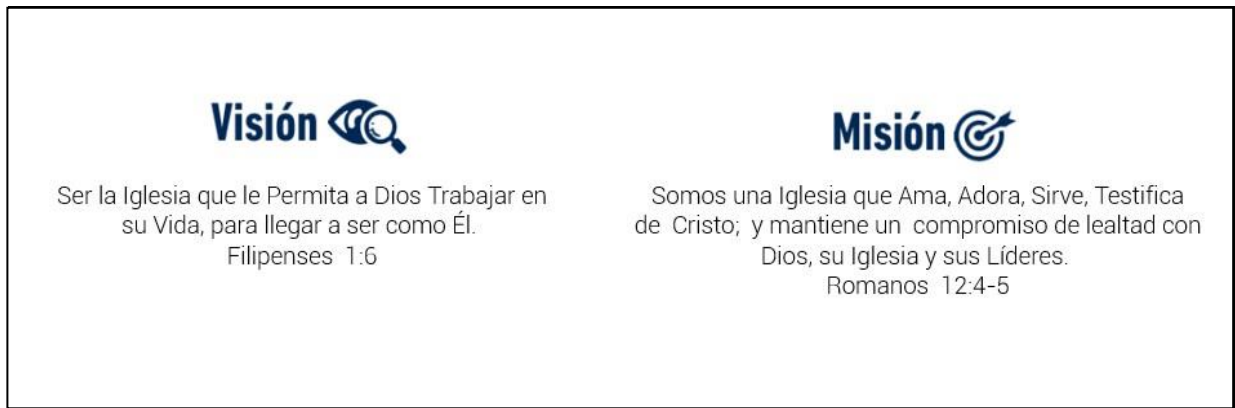 Visión
Ser la Iglesia que le Permita a Dios Trabajar en
su Vida, para llegar a ser como Él.
Filipenses 1:6
Misión
Somos una Iglesia que Ama, Adora, Sirve, Testifica
de Cristo; y mantiene un compromiso de lealtad con
Dios, su Iglesia y sus Líderes.
Romanos 12:4-5